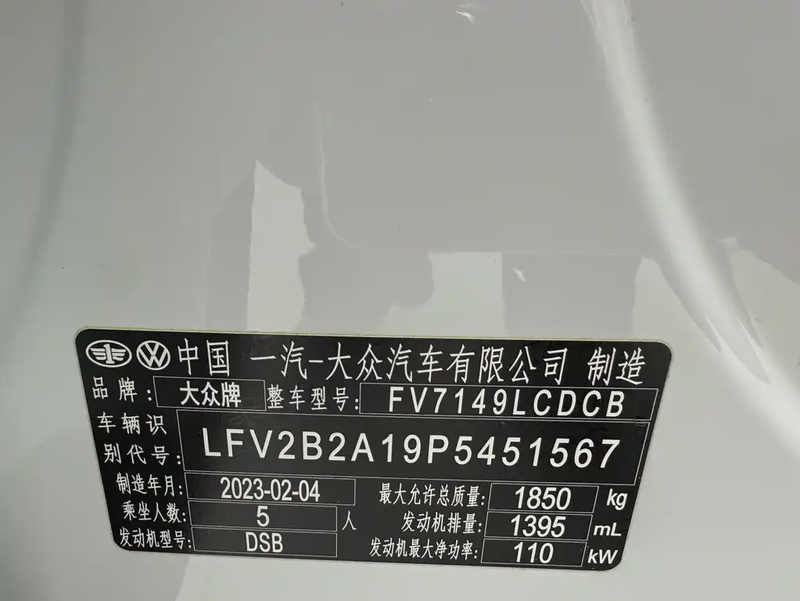 中国 一汽-大众汽车有限公司 制造
品牌: 大众牌 整车型号: FV7149LCDCB
车辆识别代号: LFV2B2A19P5451567
制造年月: 2023-02-04 最大允许总质量: 1850 kg
乘坐人数: 5 人 发动机排量: 1395 mL
发动机型号: DSB 发动机最大净功率: 110 kW